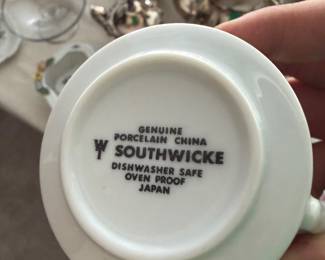 GENUINE
PORCELAIN CHINA
SOUTHWICKE
DISHWASHER SAFE
OVEN PROOF
JAPAN